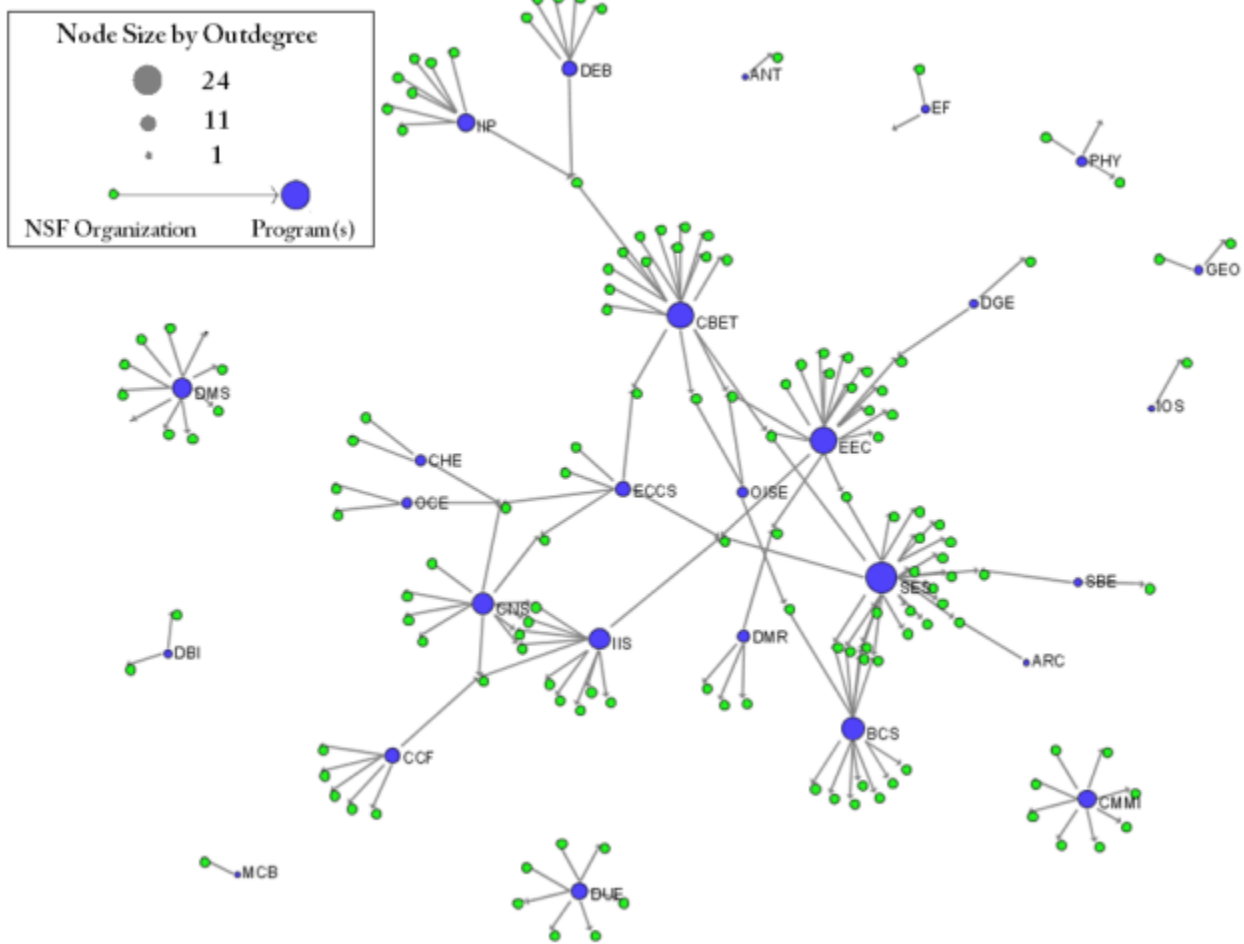 Node Size by Outdegree
24
11
1
NSF Organization Program(s)
DEB
ANT
EF
IIP
PHY
GEO
DGE
CBET
DMS
IOS
EEC
CHE
OCE
ECCS
OISE
SES
SBE
CNS
IIS
DMR
DBI
ARC
BCS
CCF
CMMI
MCB
DUE